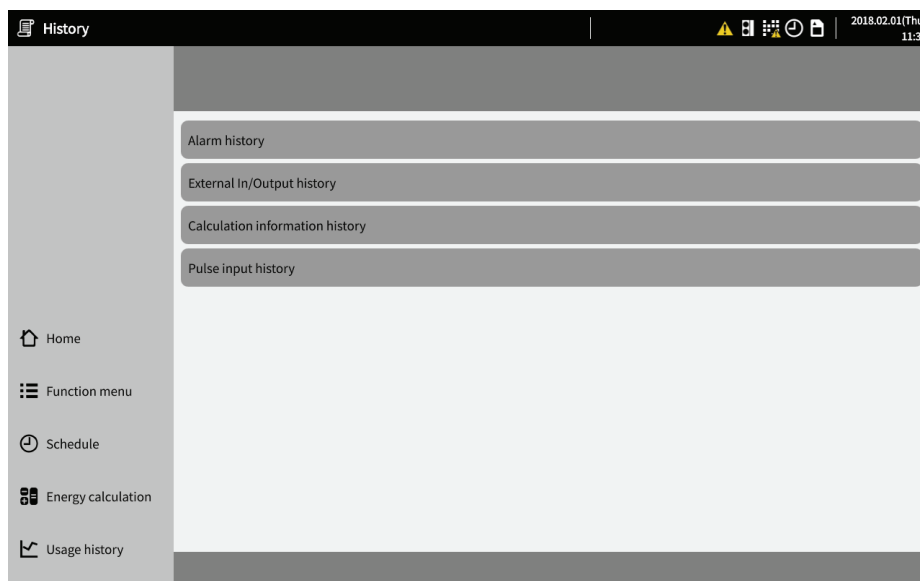 History
2018.02.01(Thu
11:3
Alarm history
External In/Output history
Calculation information history
Pulse input history
Home
Function menu
Schedule
Energy calculation
Usage history